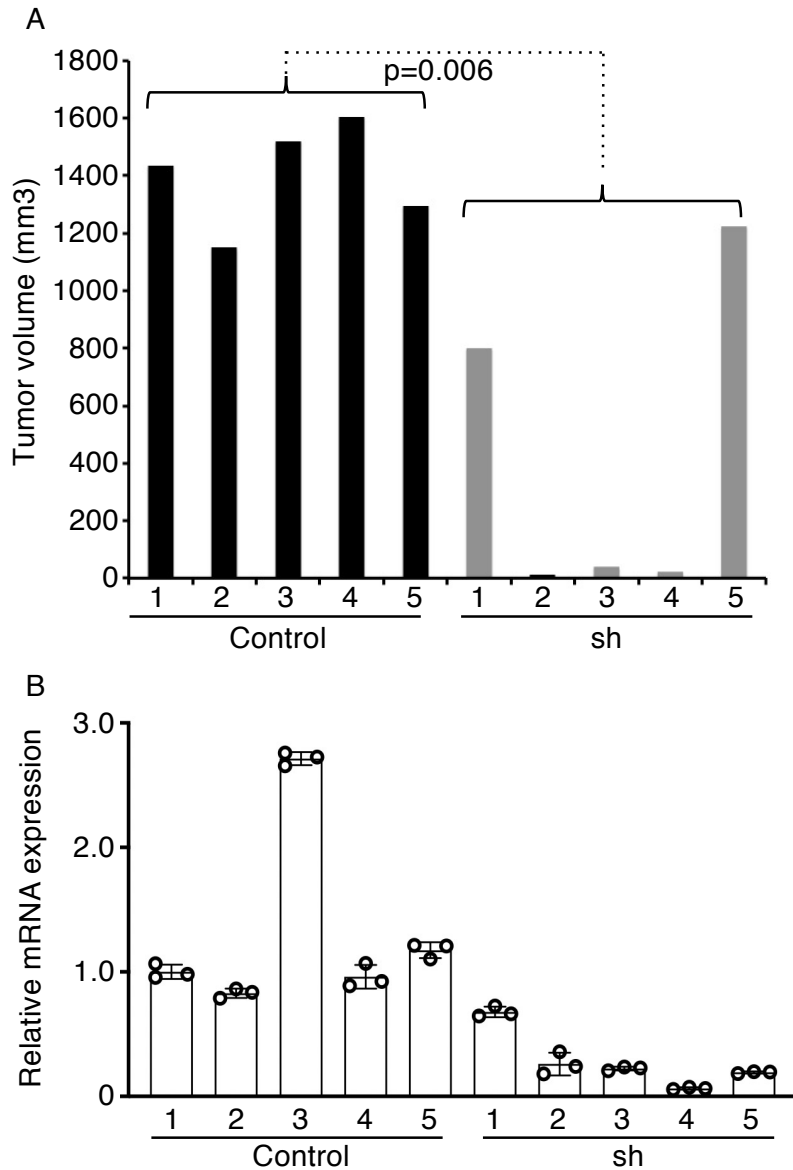 A
1800
p=0.006
1600
1400
1200
1000
800
600
400
200
0
Tumor volume (mm3)
1 2 3 4 5 1 2 3 4 5
Control sh
B
3.0
2.0
1.0
0
Relative mRNA expression
1 2 3 4 5 1 2 3 4 5
Control sh